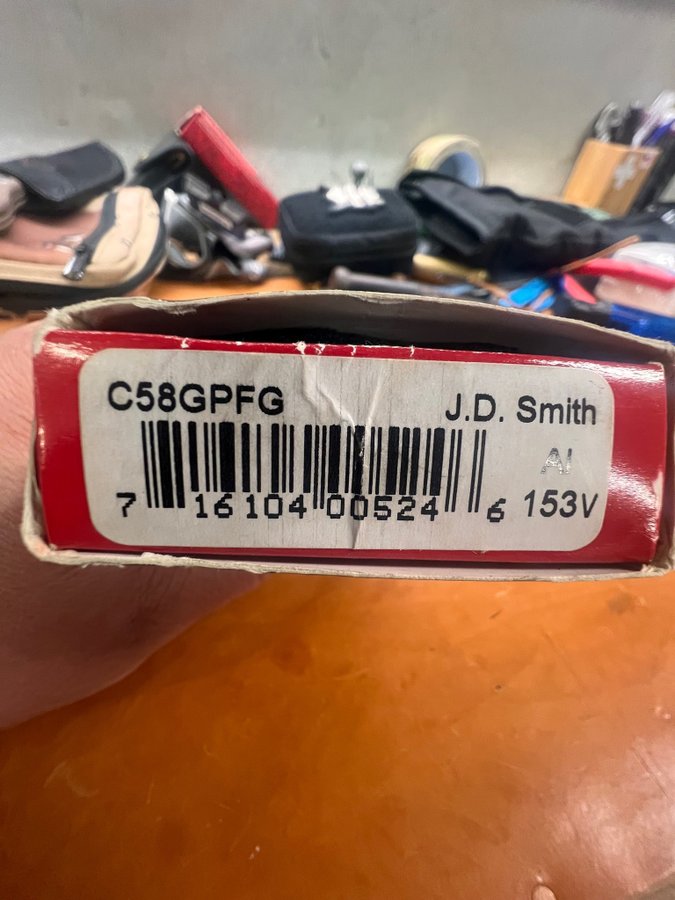 C58GPFG
J.D. Smith
AI
7 16104 00524 6
153V